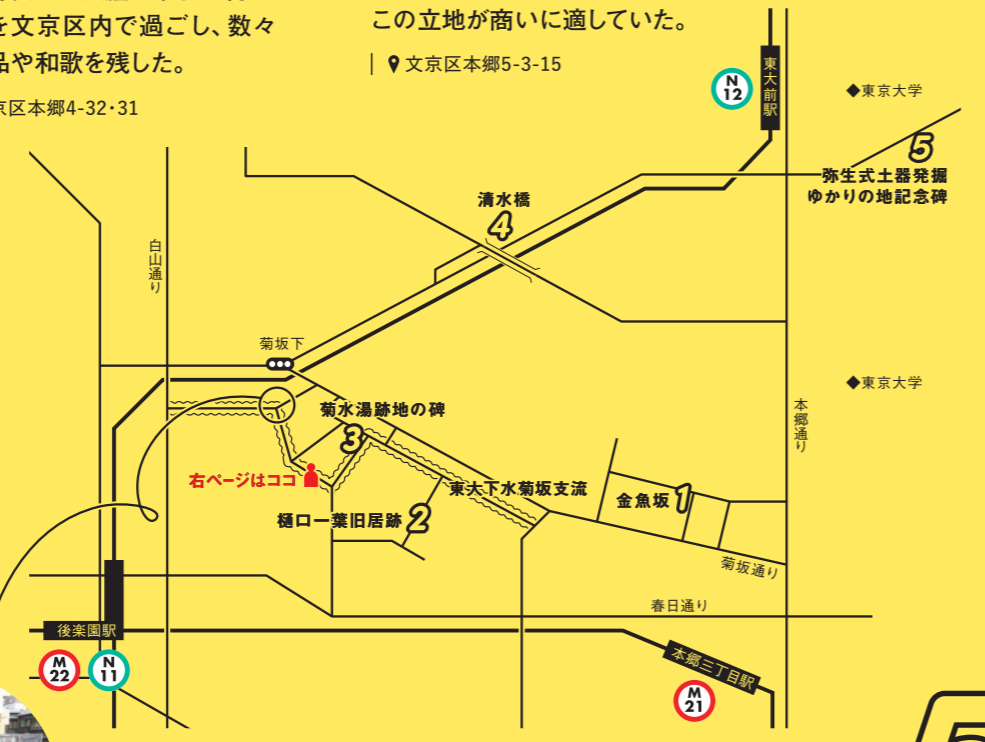 を文京区内で過ごし、数々
品や和歌を残した。
京区本郷4-32・31
この立地が商いに適していた。
文京区本郷5-3-15
N
12
東大前駅
◆東京大学
5
弥生式土器発掘
ゆかりの地記念碑
清水橋
4
白山通り
菊坂下
◆東京大学
本郷通り
菊水湯跡地の碑
3
右ページはココ
東大下水菊坂支流
金魚坂 1
樋口一葉旧居跡 2
菊坂通り
春日通り
後楽園駅
M
22
N
11
本郷三丁目駅
M
21